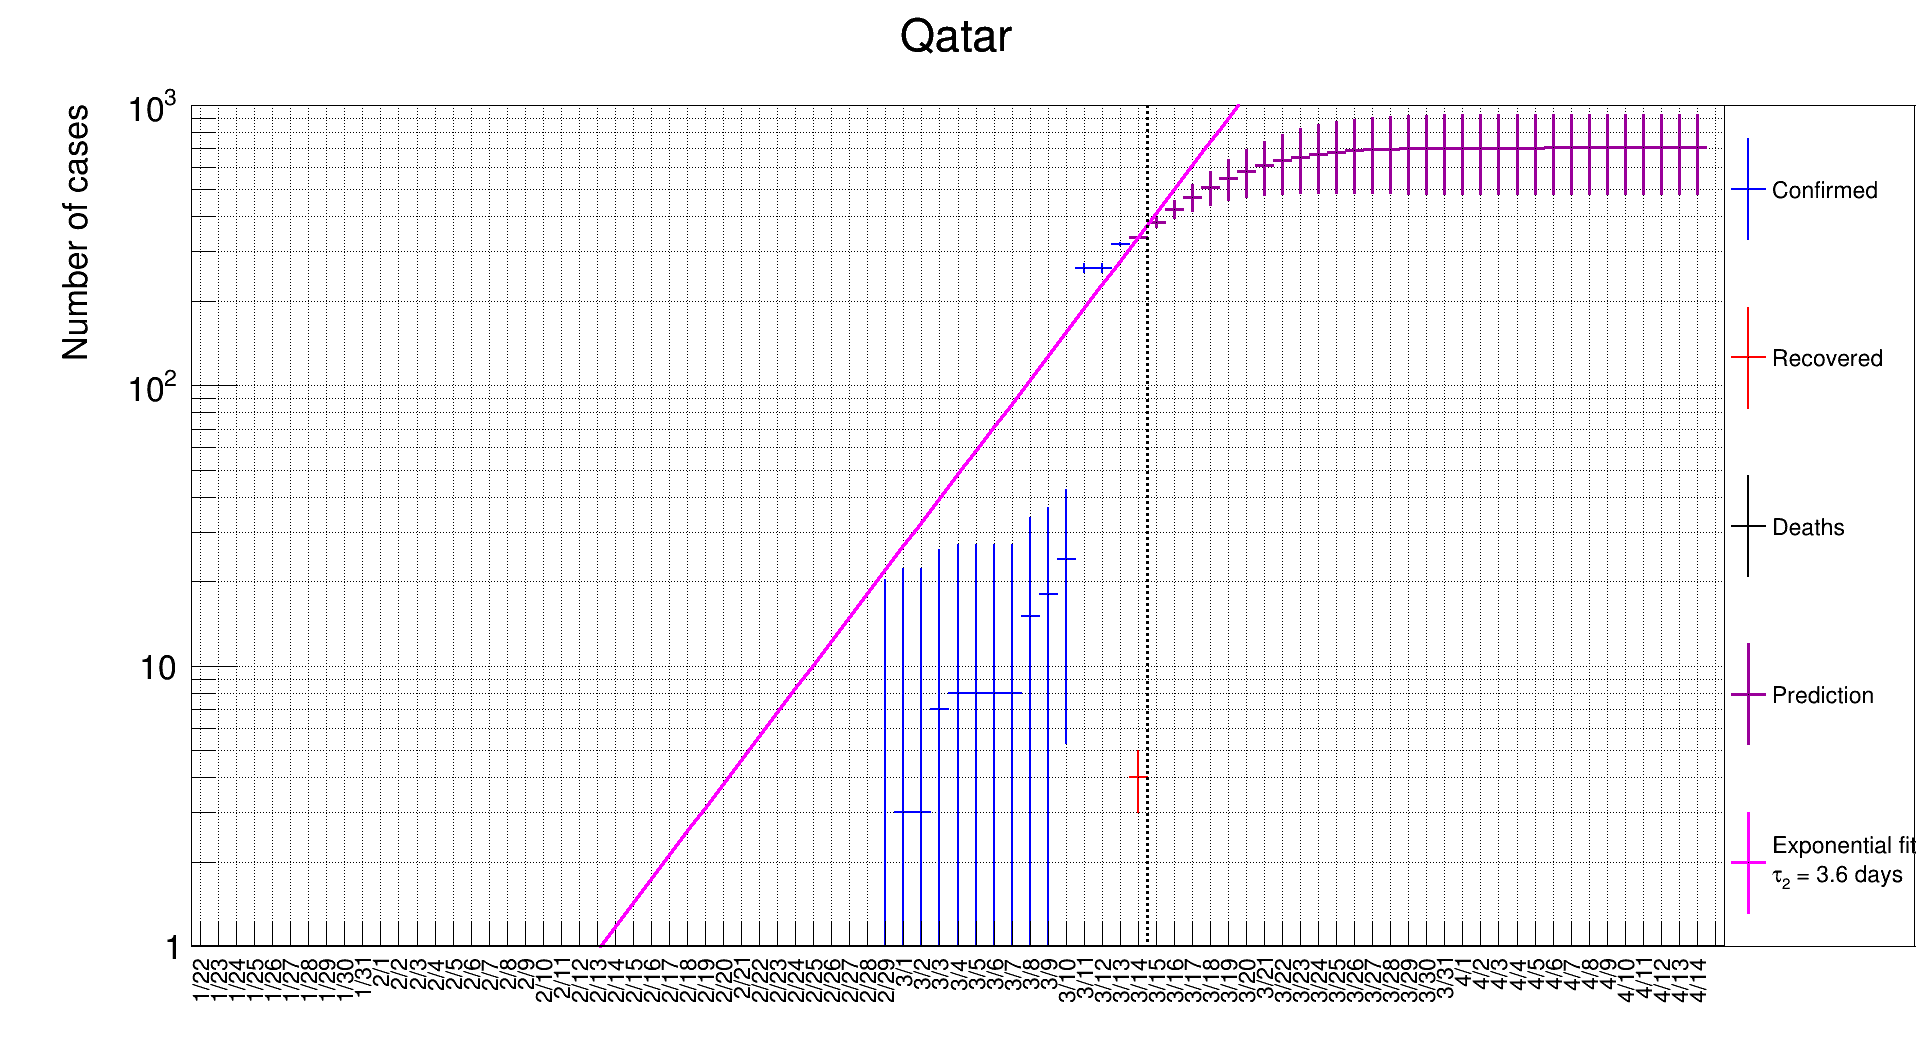 Qatar
Number of cases
10³
10²
10
1
1/22 1/23 1/24 1/25 1/26 1/27 1/28 1/29 1/30 1/31 2/1 2/2 2/3 2/4 2/5 2/6 2/7 2/8 2/9 2/10 2/11 2/12 2/13 2/14 2/15 2/16 2/17 2/18 2/19 2/20 2/21 2/22 2/23 2/24 2/25 2/26 2/27 2/28 2/29 3/1 3/2 3/3 3/4 3/5 3/6 3/7 3/8 3/9 3/10 3/11 3/12 3/13 3/14 3/15 3/16 3/17 3/18 3/19 3/20 3/21 3/22 3/23 3/24 3/25 3/26 3/27 3/28 3/29 3/30 3/31 4/1 4/2 4/3 4/4 4/5 4/6 4/7 4/8 4/9 4/10 4/11 4/12 4/13 4/14
Confirmed
Recovered
Deaths
Prediction
Exponential fit
τ₂ = 3.6 days